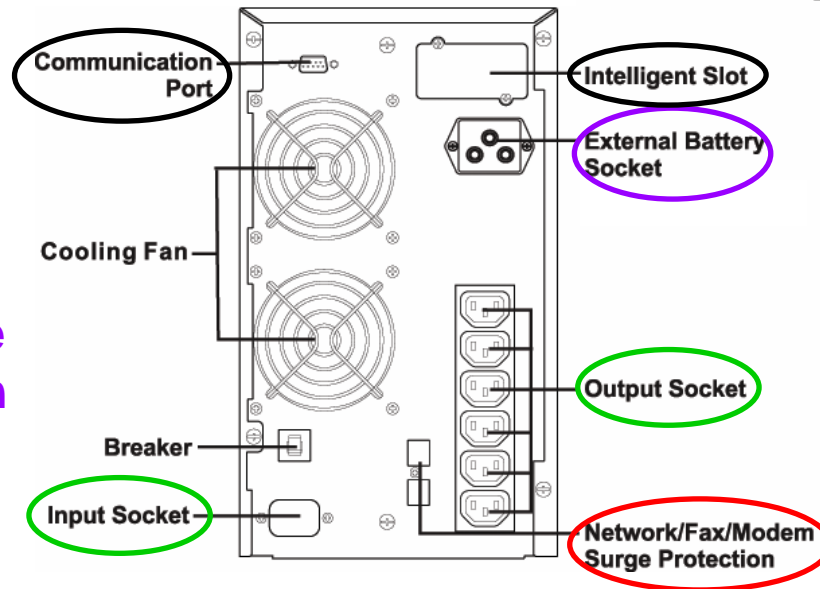 Communication
Port
Intelligent Slot
External Battery
Socket
Cooling Fan
Output Socket
Breaker
Input Socket
Network/Fax/Modem
Surge Protection